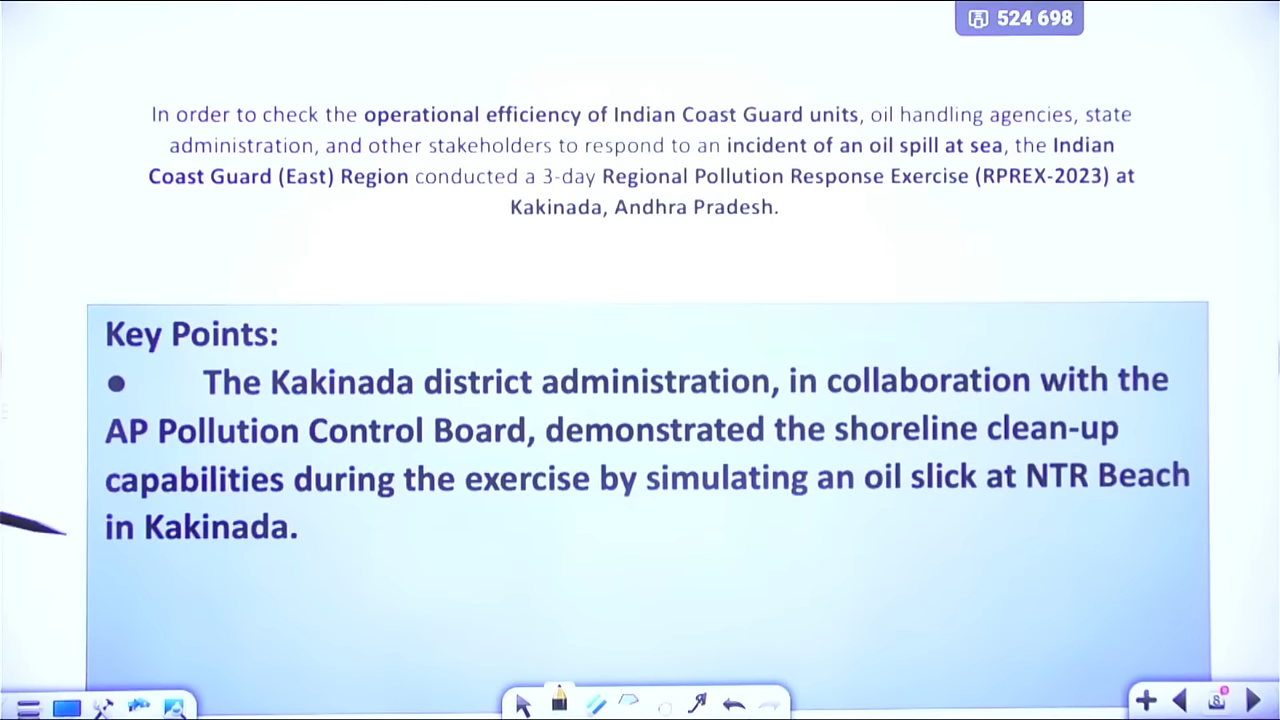 524 698
In order to check the operational efficiency of Indian Coast Guard units, oil handling agencies, state
administration, and other stakeholders to respond to an incident of an oil spill at sea, the Indian
Coast Guard (East) Region conducted a 3-day Regional Pollution Response Exercise (RPREX-2023) at
Kakinada, Andhra Pradesh.
Key Points:
● The Kakinada district administration, in collaboration with the
AP Pollution Control Board, demonstrated the shoreline clean-up
capabilities during the exercise by simulating an oil slick at NTR Beach
in Kakinada.